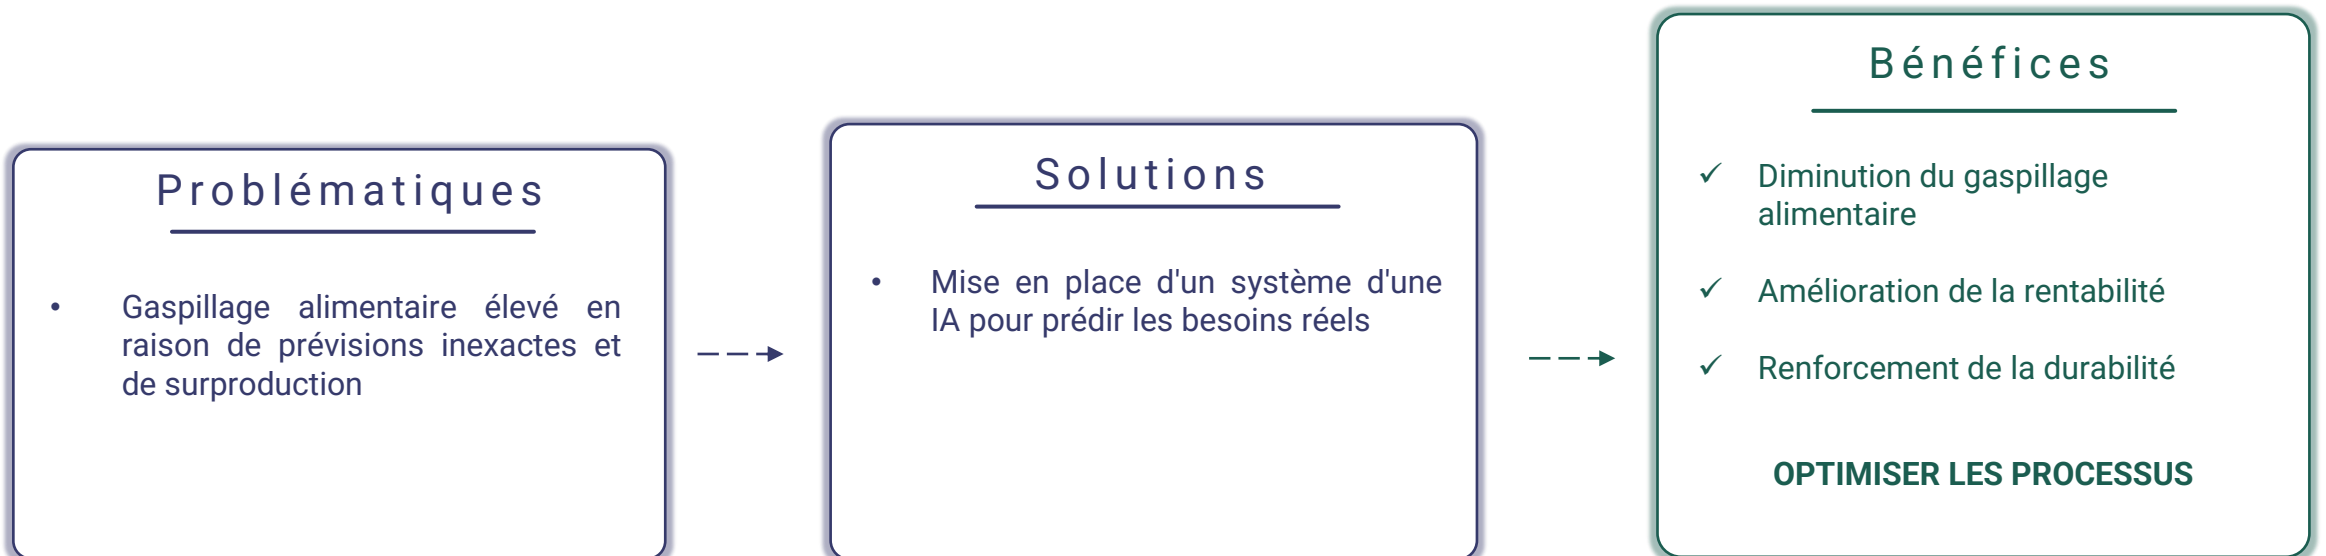 Problématiques
• Gaspillage alimentaire élevé en
raison de prévisions inexactes et
de surproduction
Solutions
• Mise en place d'un système d'une
IA pour prédir les besoins réels
Bénéfices
✓ Diminution du gaspillage
alimentaire
✓ Amélioration de la rentabilité
✓ Renforcement de la durabilité
OPTIMISER LES PROCESSUS